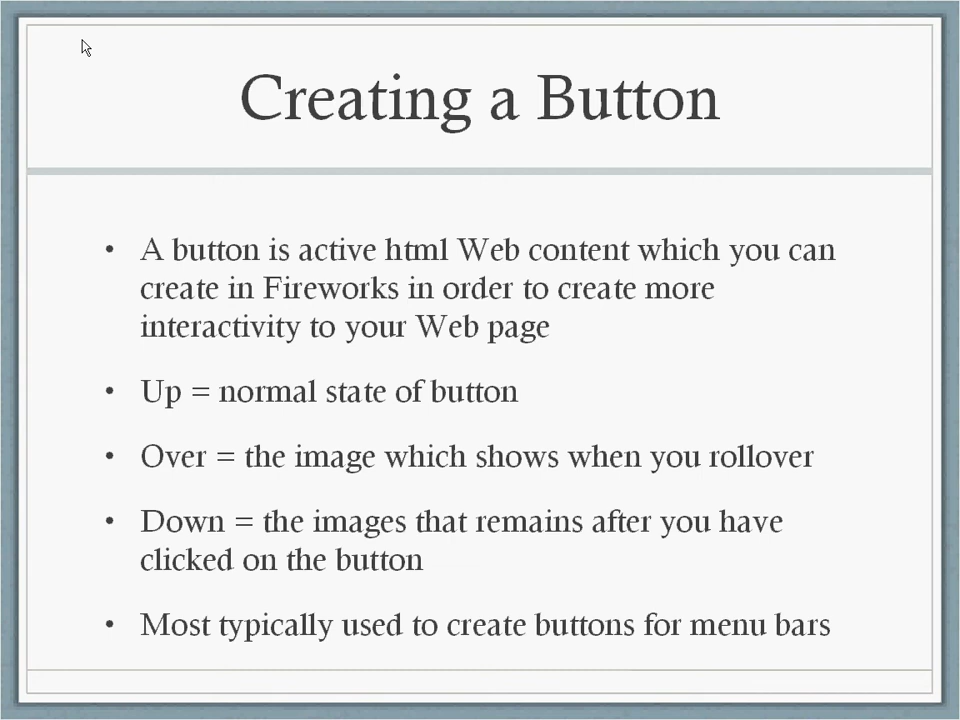 Creating a Button
• A button is active html Web content which you can
create in Fireworks in order to create more
interactivity to your Web page
• Up = normal state of button
• Over = the image which shows when you rollover
• Down = the images that remains after you have
clicked on the button
• Most typically used to create buttons for menu bars